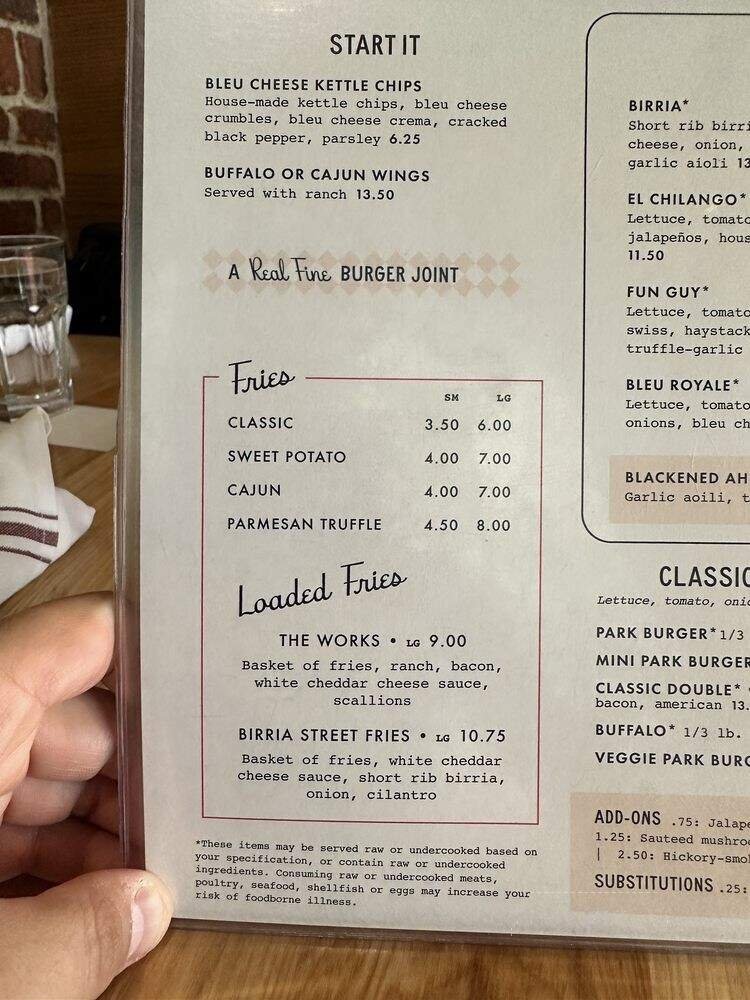 START IT
BLEU CHEESE KETTLE CHIPS
House-made kettle chips, bleu cheese
crumbles, bleu cheese crema, cracked
black pepper, parsley 6.25
BUFFALO OR CAJUN WINGS
Served with ranch 13.50
A Real Fine BURGER JOINT
Fries
SM LG
CLASSIC 3.50 6.00
SWEET POTATO 4.00 7.00
CAJUN 4.00 7.00
PARMESAN TRUFFLE 4.50 8.00
Loaded Fries
THE WORKS • LG 9.00
Basket of fries, ranch, bacon,
white cheddar cheese sauce,
scallions
BIRRIA STREET FRIES • LG 10.75
Basket of fries, white cheddar
cheese sauce, short rib birria,
onion, cilantro
*These items may be served raw or undercooked based on
your specification, or contain raw or undercooked
ingredients. Consuming raw or undercooked meats,
poultry, seafood, shellfish or eggs may increase your
risk of foodborne illness.
BIRRIA*
Short rib
cheese, onion,
garlic aioli
EL CHILANGO*
Lettuce,
jalapeños,
11.50
FUN GUY*
Lettuce,
swiss,
truffle-garlic
BLEU ROYALE*
Lettuce,
onions, bleu
BLACKENED
Garlic aoili,
Lettuce, tomato,
PARK BURGER* 1/3
MINI PARK BURGER
CLASSIC DOUBLE*
bacon, american
BUFFALO* 1/3 lb.
VEGGIE PARK
ADD-ONS .75:
1.25: Sauteed
| 2.50:
SUBSTITUTIONS .25: